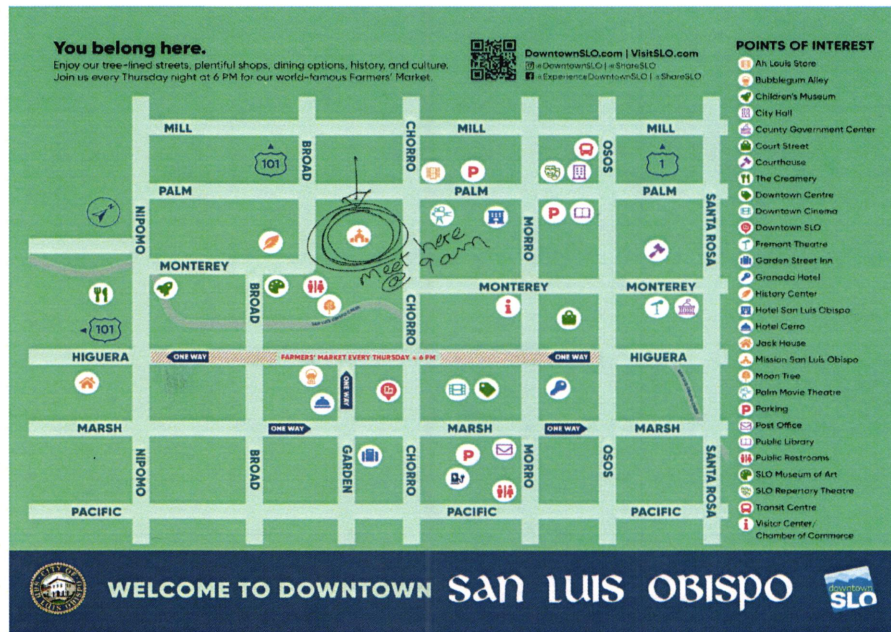 You belong here.
Enjoy our tree-lined streets, plentiful shops, dining options, history, and culture.
Join us every Thursday night at 6 PM for our world-famous Farmers' Market.
DowntownSLO.com | VisitSLO.com
@DowntownSLO | @ShareSLO
@ExperienceDowntownSLO | @ShareSLO
POINTS OF INTEREST
Ah Louis Store
Bubblegum Alley
Children's Museum
City Hall
County Government Center
Court Street
Courthouse
The Creamery
Downtown Centre
Downtown Cinema
Downtown SLO
Fremont Theatre
Garden Street Inn
Granada Hotel
History Center
Hotel San Luis Obispo
Hotel Cerro
Jack House
Mission San Luis Obispo
Moon Tree
Palm Movie Theatre
Parking
Post Office
Public Library
Public Restrooms
SLO Museum of Art
SLO Repertory Theatre
Transit Centre
Visitor Center/
Chamber of Commerce
MILL
MILL
MILL
101
BROAD
CHORRO
OSOS
1
PALM
PALM
PALM
NIPOMO
MORRO
SANTA ROSA
meet here
@ 9am
MONTEREY
MONTEREY
MONTEREY
BROAD
CHORRO
SAN LUIS OBISPO CREEK
101
HIGUERA
ONE WAY
FARMERS' MARKET EVERY THURSDAY @ 6 PM
ONE WAY
HIGUERA
ONE WAY
MARSH
ONE WAY
MARSH
ONE WAY
MARSH
NIPOMO
BROAD
GARDEN
CHORRO
MORRO
OSOS
SANTA ROSA
PACIFIC
PACIFIC
PACIFIC
CITY OF
SAN LUIS OBISPO
WELCOME TO DOWNTOWN SAN LUIS OBISPO
downtown
SLO